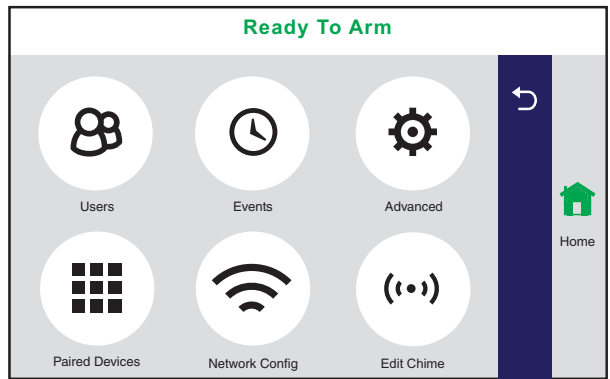 Ready To Arm
Users
Events
Advanced
Home
Paired Devices
Network Config
Edit Chime